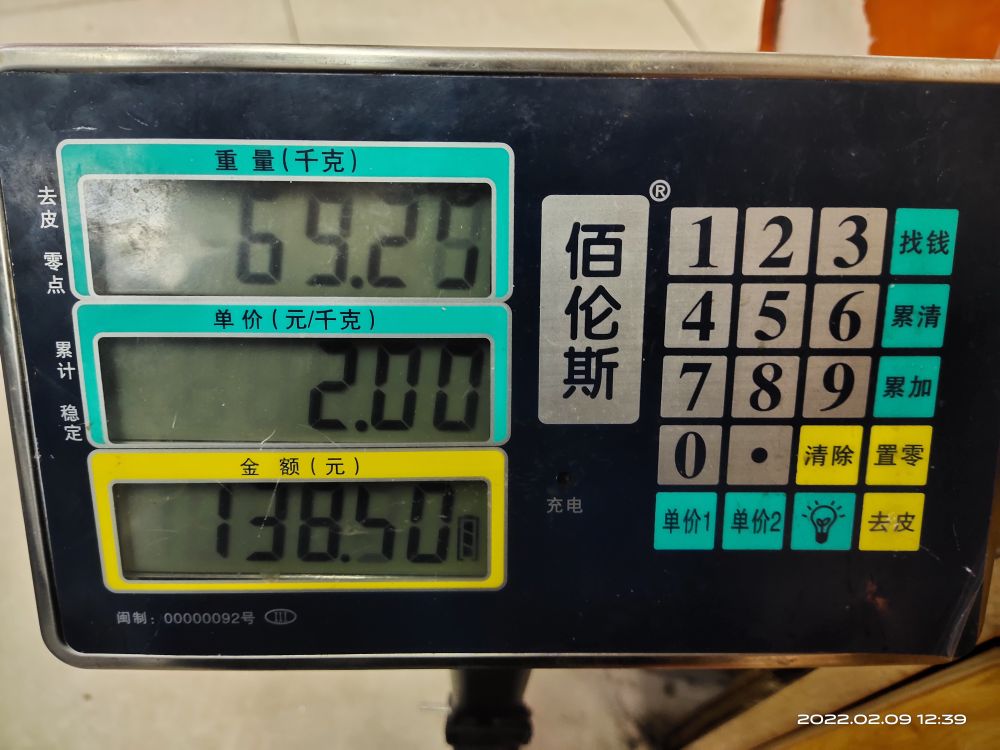 重量(千克)
去皮
零点
69.25
单价(元/千克)
累计
稳定
2.00
金额(元)
138.50
闽制：00000092号
佰伦斯®
充电
1 2 3 找钱
4 5 6 累清
7 8 9 累加
0 · 清除 置零
单价1 单价2 去皮
2022.02.09 12:39